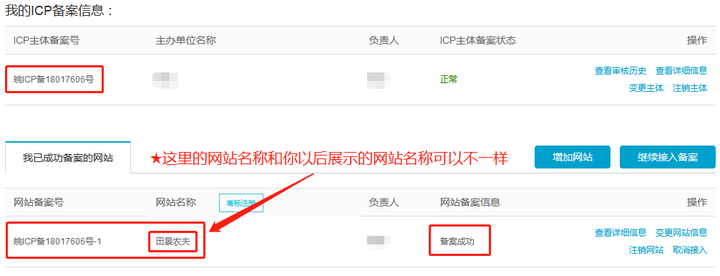 我的ICP备案信息：
ICP主体备案号 主办单位名称 负责人 ICP主体备案状态 操作
皖ICP备18017606号 正常 查看审核历史 查看详细信息
变更主体 注销主体
我已成功备案的网站 ★这里的网站名称和你以后展示的网站名称可以不一样 增加网站 继续接入备案
网站备案号 网站名称 商标注册 负责人 网站备案信息 操作
皖ICP备18017606号-1 田景农夫 备案成功 查看详细信息 变更网站信息
注销网站 取消接入